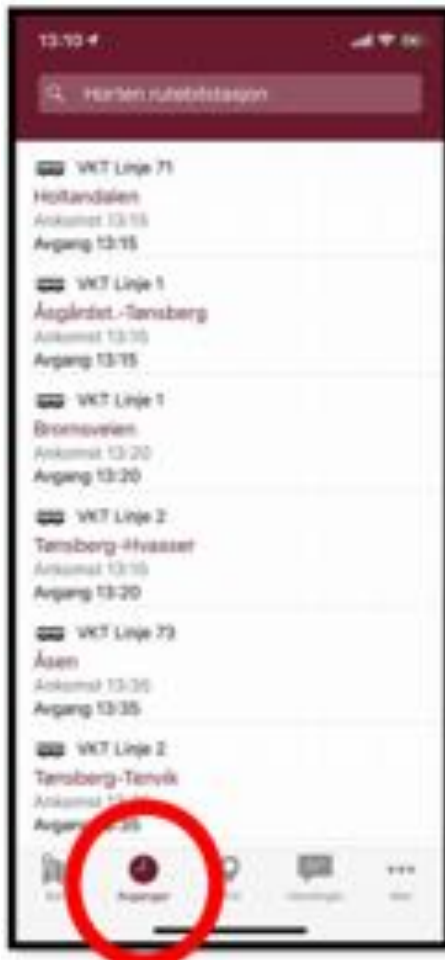 13:10
Horten rutebilstasjon
VKT Linje 71
Hollandalen
Ankomst 13:15
Avgang 13:15
VKT Linje 1
Åsgårdst.-Tønsberg
Ankomst 13:15
Avgang 13:15
VKT Linje 1
Bromsveien
Ankomst 13:20
Avgang 13:20
VKT Linje 2
Tønsberg-Hvasser
Ankomst 13:15
Avgang 13:20
VKT Linje 73
Åsen
Ankomst 13:35
Avgang 13:35
VKT Linje 2
Tønsberg-Tenvik
Ankomst
Avganger